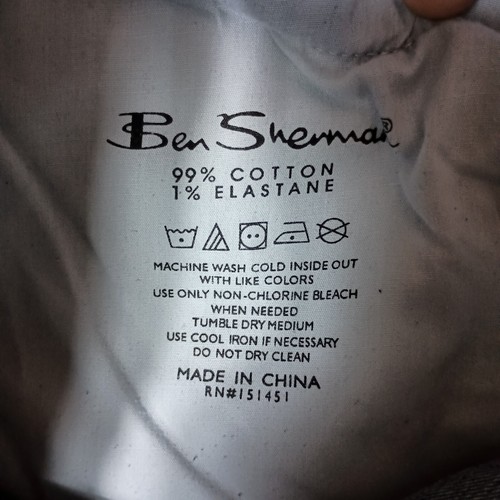 Ben Sherman®
99% COTTON
1% ELASTANE
MACHINE WASH COLD INSIDE OUT
WITH LIKE COLORS
USE ONLY NON-CHLORINE BLEACH
WHEN NEEDED
TUMBLE DRY MEDIUM
USE COOL IRON IF NECESSARY
DO NOT DRY CLEAN
MADE IN CHINA
RN#151451